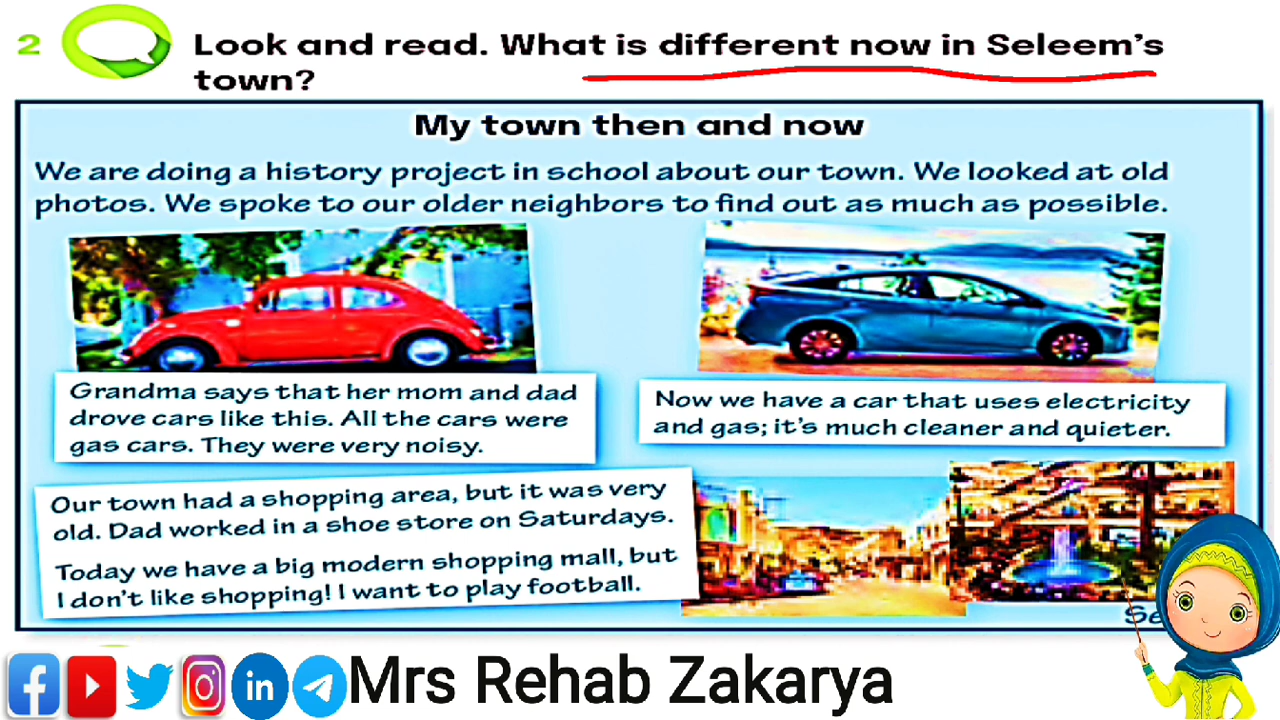 2
Look and read. What is different now in Seleem's
town?
My town then and now
We are doing a history project in school about our town. We looked at old
photos. We spoke to our older neighbors to find out as much as possible.
Grandma says that her mom and dad
drove cars like this. All the cars were
gas cars. They were very noisy.
Now we have a car that uses electricity
and gas; it's much cleaner and quieter.
Our town had a shopping area, but it was very
old. Dad worked in a shoe store on Saturdays.
Today we have a big modern shopping mall, but
I don't like shopping! I want to play football.
Mrs Rehab Zakarya